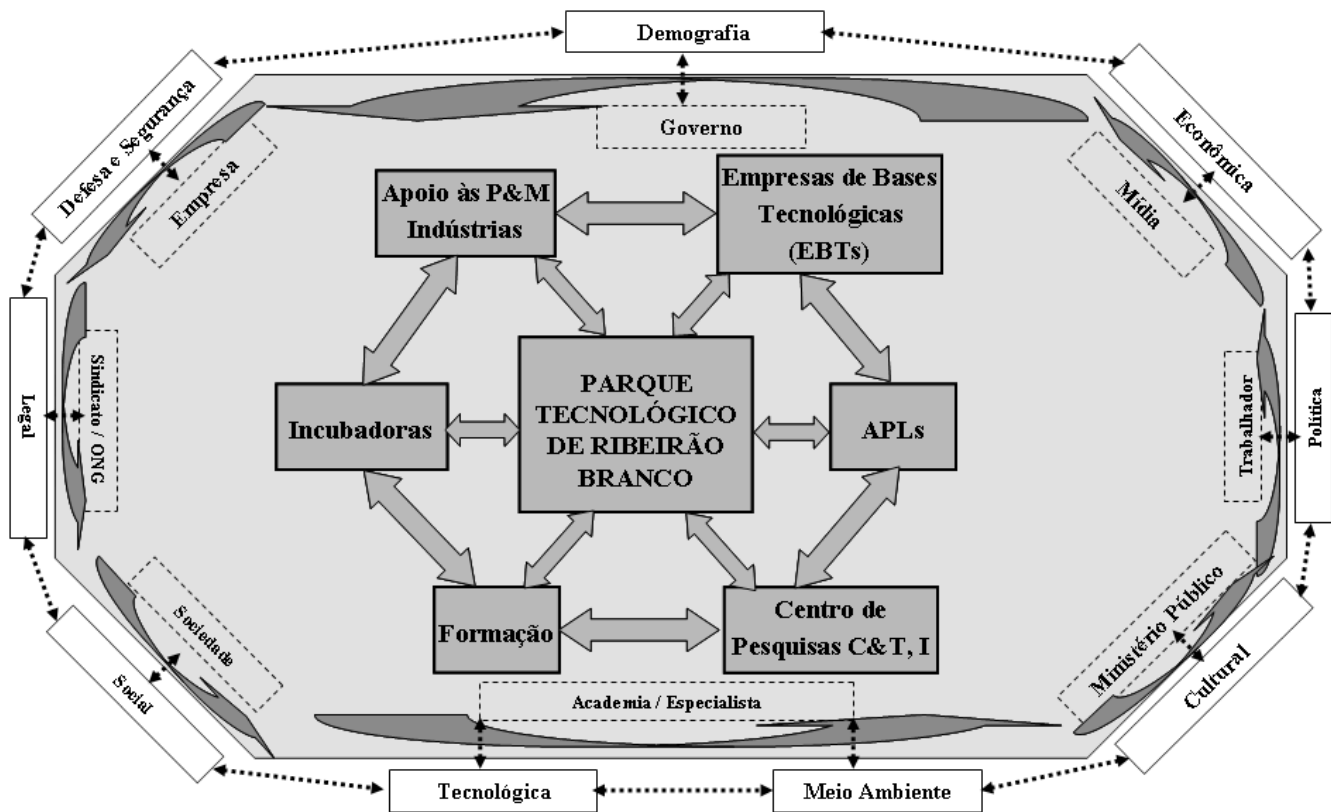 Demografia
Defesa e Segurança
Econômica
Governo
Empresa
Mídia
Apoio às P&M
Indústrias
Empresas de Bases
Tecnológicas
(EBTs)
Legal
Sindicato / ONG
Incubadoras
PARQUE
TECNOLÓGICO
DE RIBEIRÃO
BRANCO
APLs
Trabalhador
Política
Sociedade
Social
Formação
Centro de
Pesquisas C&T, I
Ministério Público
Cultural
Academia / Especialista
Tecnológica
Meio Ambiente